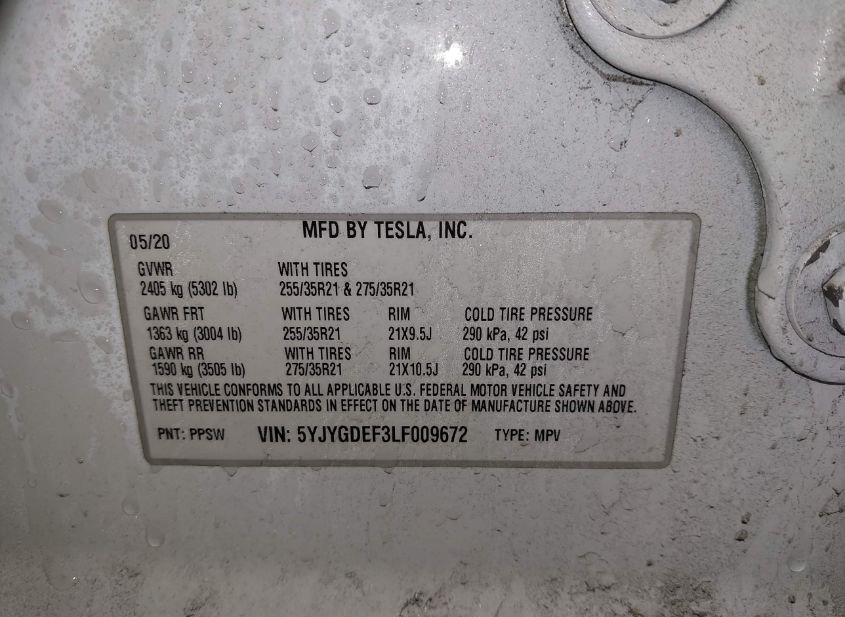 MFD BY TESLA, INC.
05/20
GVWR WITH TIRES
2405 kg (5302 lb) 255/35R21 & 275/35R21
GAWR FRT WITH TIRES RIM COLD TIRE PRESSURE
1363 kg (3004 lb) 255/35R21 21X9.5J 290 kPa, 42 psi
GAWR RR WITH TIRES RIM COLD TIRE PRESSURE
1590 kg (3505 lb) 275/35R21 21X10.5J 290 kPa, 42 psi
THIS VEHICLE CONFORMS TO ALL APPLICABLE U.S. FEDERAL MOTOR VEHICLE SAFETY AND
THEFT PREVENTION STANDARDS IN EFFECT ON THE DATE OF MANUFACTURE SHOWN ABOVE.
PNT: PPSW VIN: 5YJYGDEF3LF009672 TYPE: MPV